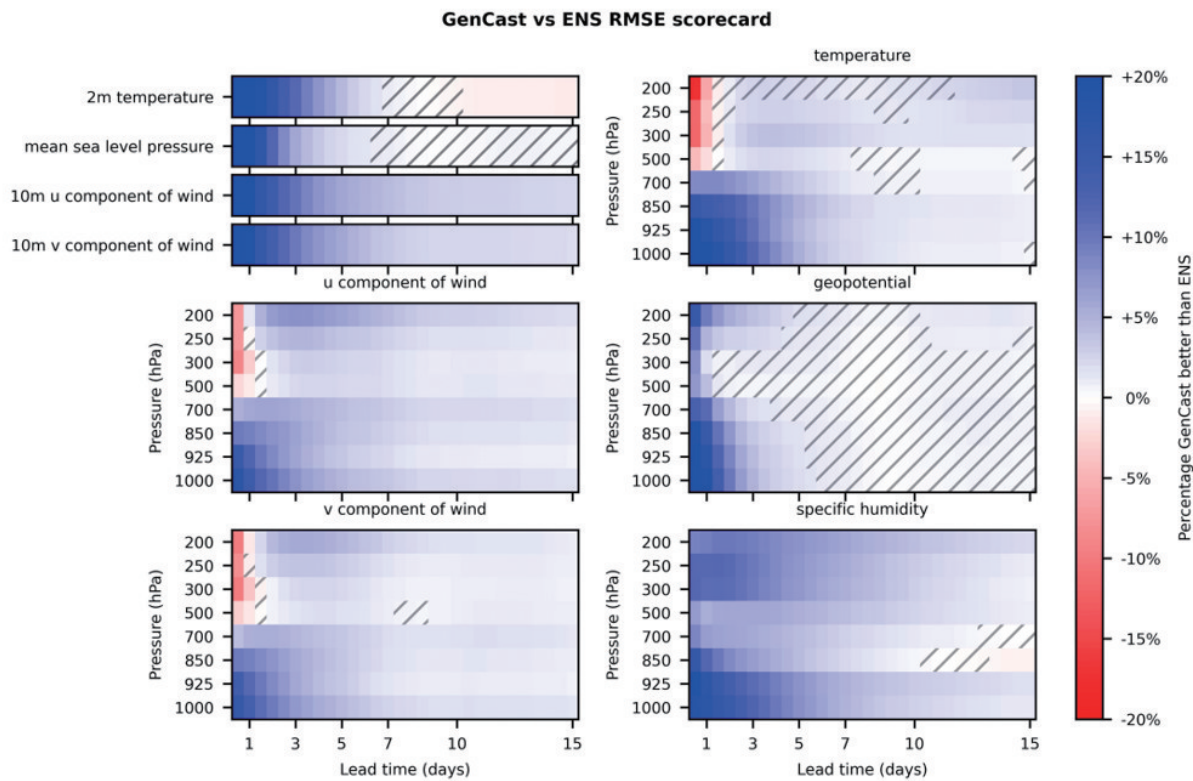 GenCast vs ENS RMSE scorecard
2m temperature
mean sea level pressure
10m u component of wind
10m v component of wind
temperature
Pressure (hPa)
200
250
300
500
700
850
925
1000
u component of wind
Pressure (hPa)
200
250
300
500
700
850
925
1000
geopotential
Pressure (hPa)
200
250
300
500
700
850
925
1000
v component of wind
Pressure (hPa)
200
250
300
500
700
850
925
1000
1 3 5 7 10 15
Lead time (days)
specific humidity
Pressure (hPa)
200
250
300
500
700
850
925
1000
1 3 5 7 10 15
Lead time (days)
+20%
+15%
+10%
+5%
0%
-5%
-10%
-15%
-20%
Percentage GenCast better than ENS